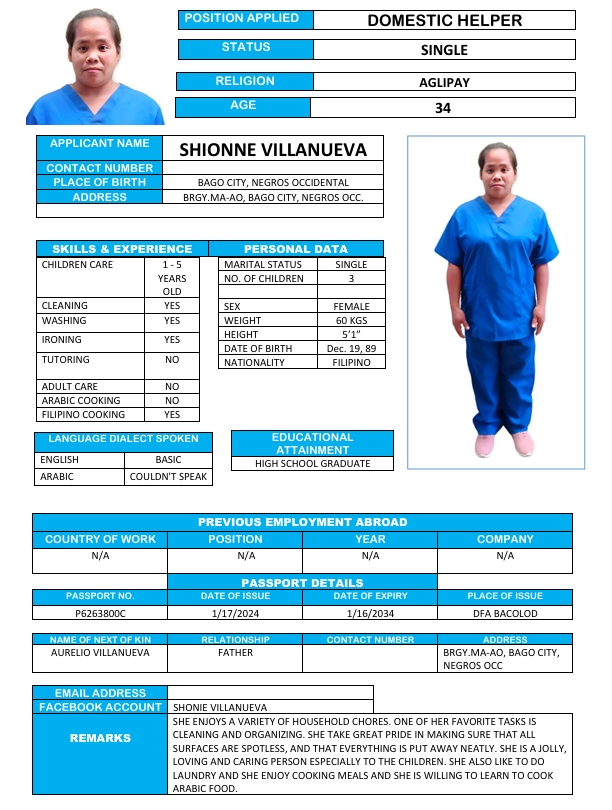 POSITION APPLIED DOMESTIC HELPER
STATUS SINGLE
RELIGION AGLIPAY
AGE 34
APPLICANT NAME SHIONNE VILLANUEVA
CONTACT NUMBER
PLACE OF BIRTH BAGO CITY, NEGROS OCCIDENTAL
ADDRESS BRGY.MA-AO, BAGO CITY, NEGROS OCC.
SKILLS & EXPERIENCE PERSONAL DATA
CHILDREN CARE 1 - 5
YEARS
OLD
CLEANING YES
WASHING YES
IRONING YES
TUTORING NO
ADULT CARE NO
ARABIC COOKING NO
FILIPINO COOKING YES
MARITAL STATUS SINGLE
NO. OF CHILDREN 3
SEX FEMALE
WEIGHT 60 KGS
HEIGHT 5’1”
DATE OF BIRTH Dec. 19, 89
NATIONALITY FILIPINO
LANGUAGE DIALECT SPOKEN
ENGLISH BASIC
ARABIC COULDN'T SPEAK
EDUCATIONAL
ATTAINMENT
HIGH SCHOOL GRADUATE
PREVIOUS EMPLOYMENT ABROAD
COUNTRY OF WORK POSITION YEAR COMPANY
N/A N/A N/A N/A
PASSPORT DETAILS
PASSPORT NO. DATE OF ISSUE DATE OF EXPIRY PLACE OF ISSUE
P6263800C 1/17/2024 1/16/2034 DFA BACOLOD
NAME OF NEXT OF KIN RELATIONSHIP CONTACT NUMBER ADDRESS
AURELIO VILLANUEVA FATHER BRGY.MA-AO, BAGO CITY,
NEGROS OCC
EMAIL ADDRESS
FACEBOOK ACCOUNT SHONIE VILLANUEVA
REMARKS
SHE ENJOYS A VARIETY OF HOUSEHOLD CHORES. ONE OF HER FAVORITE TASKS IS
CLEANING AND ORGANIZING. SHE TAKE GREAT PRIDE IN MAKING SURE THAT ALL
SURFACES ARE SPOTLESS, AND THAT EVERYTHING IS PUT AWAY NEATLY. SHE IS A JOLLY,
LOVING AND CARING PERSON ESPECIALLY TO THE CHILDREN. SHE ALSO LIKE TO DO
LAUNDRY AND SHE ENJOY COOKING MEALS AND SHE IS WILLING TO LEARN TO COOK
ARABIC FOOD.